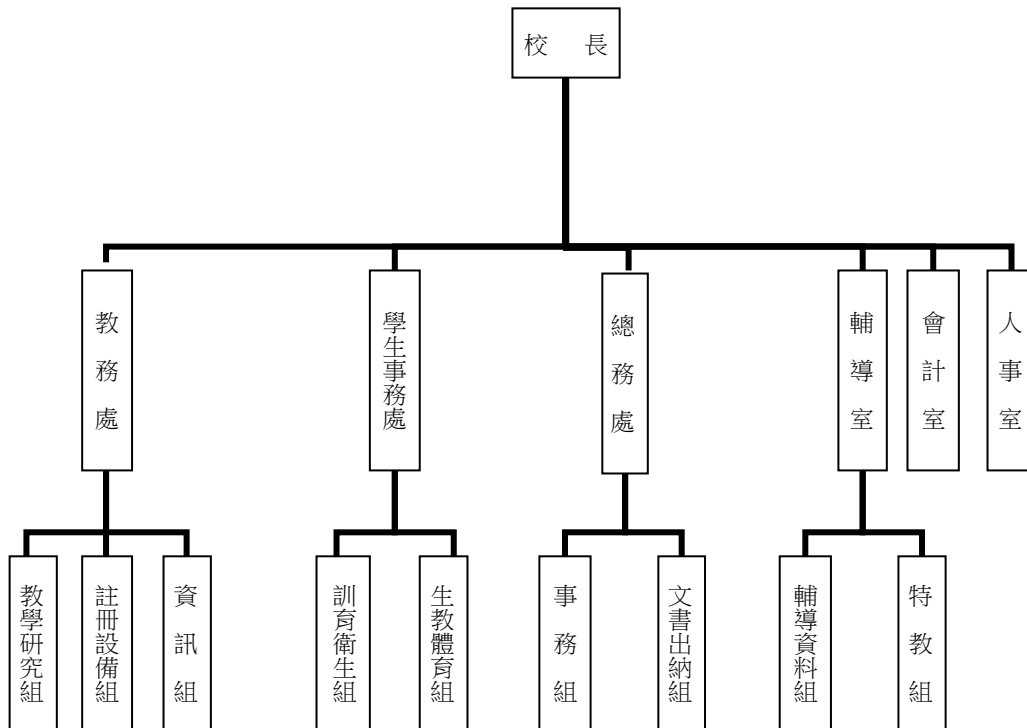 校 長
教務處
學生事務處
總務處
輔導室
會計室
人事室
教學研究組
註冊設備組
資訊組
訓育衛生組
生教體育組
事務組
文書出納組
輔導資料組
特教組